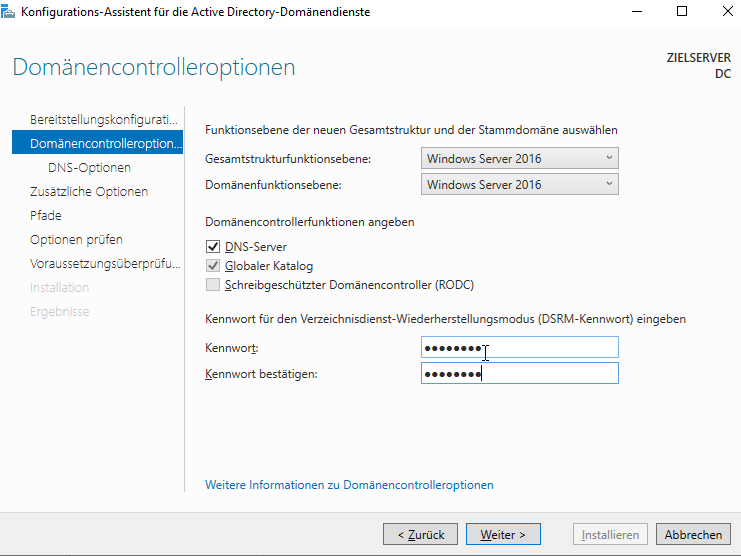 Konfigurations-Assistent für die Active Directory-Domänendienste
Domänencontrolleroptionen
ZIELSERVER
DC
Bereitstellungskonfigurati...
Domänencontrolleroption...
DNS-Optionen
Zusätzliche Optionen
Pfade
Optionen prüfen
Voraussetzungsüberprüfu...
Installation
Ergebnisse
Funktionsebene der neuen Gesamtstruktur und der Stammdomäne auswählen
Gesamtstrukturfunktionsebene: Windows Server 2016
Domänenfunktionsebene: Windows Server 2016
Domänencontrollerfunktionen angeben
DNS-Server
Globaler Katalog
Schreibgeschützter Domänencontroller (RODC)
Kennwort für den Verzeichnisdienst-Wiederherstellungsmodus (DSRM-Kennwort) eingeben
Kennwort: ●●●●●●●●
Kennwort bestätigen: ●●●●●●●●
Weitere Informationen zu Domänencontrolleroptionen
< Zurück Weiter > Installieren Abbrechen